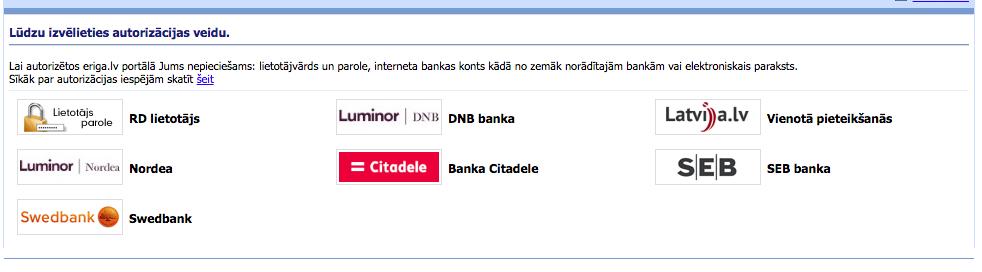 Lūdzu izvēlieties autorizācijas veidu.
Lai autorizētos eriga.lv portālā Jums nepieciešams: lietotājvārds un parole, interneta bankas konts kādā no zemāk norādītajām bankām vai elektroniskais paraksts.
Sīkāk par autorizācijas iespējām skatīt šeit
Lietotājs
parole
RD lietotājs
Luminor | DNB
DNB banka
Latvija.lv
Vienotā pieteikšanās
Luminor | Nordea
Nordea
Citadele
Banka Citadele
SEB
SEB banka
Swedbank
Swedbank